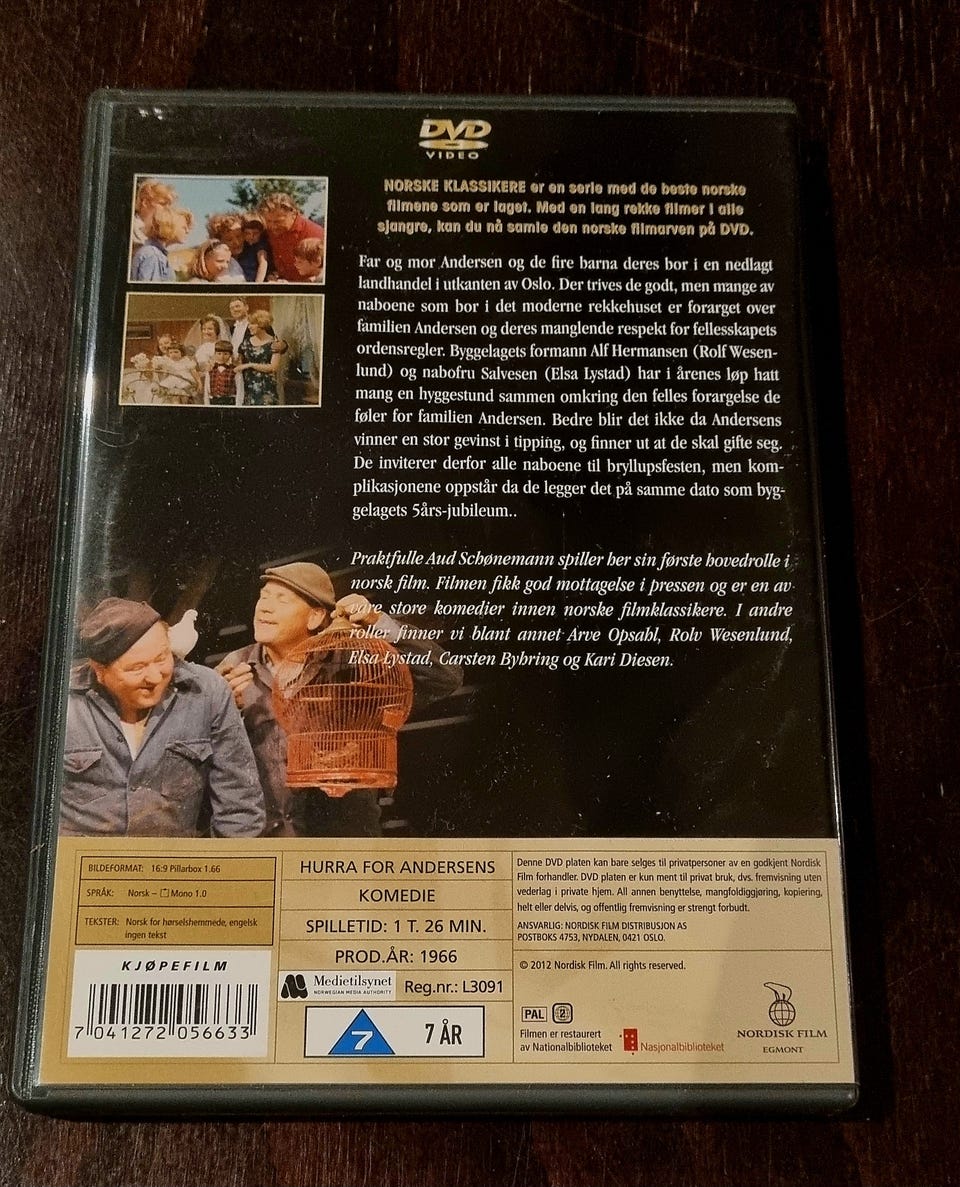 DVD
VIDEO
NORSKE KLASSIKERE er en serie med de beste norske
filmene som er laget. Med en lang rekke filmer i alle
sjangre, kan du nå samle den norske filmarven på DVD.
Far og mor Andersen og de fire barna deres bor i en nedlagt
landhandel i utkanten av Oslo. Der trives de godt, men mange av
naboene som bor i det moderne rekkehuset er forarget over
familien Andersen og deres manglende respekt for fellesskapets
ordensregler. Byggelagets formann Alf Hermansen (Rolf Wesen-
lund) og nabofru Salvesen (Elsa Lystad) har i årenes løp hatt
mang en hyggestund sammen omkring den felles forargelse de
føler for familien Andersen. Bedre blir det ikke da Andersens
vinner en stor gevinst i tipping, og finner ut at de skal gifte seg.
De inviterer derfor alle naboene til bryllupsfesten, men kom-
plikasjonene oppstår da de legger det på samme dato som byg-
gelagets 5års-jubileum..
Praktfulle Aud Schønemann spiller her sin første hovedrolle i
norsk film. Filmen fikk god mottagelse i pressen og er en av
våre store komedier innen norske filmklassikere. I andre
roller finner vi blant annet Arve Opsahl, Rolv Wesenlund,
Elsa Lystad, Carsten Byhring og Kari Diesen.
BILDEFORMAT: 16:9 Pillarbox 1.66
SPRÅK: Norsk – Mono 1.0
TEKSTER: Norsk for hørselshemmede, engelsk
ingen tekst
KJØPEFILM
7 041272 056633
HURRA FOR ANDERSENS
KOMEDIE
SPILLETID: 1 T. 26 MIN.
PROD.ÅR: 1966
Medietilsynet
NORWEGIAN MEDIA AUTHORITY
Reg.nr.: L3091
7
7 ÅR
Denne DVD platen kan bare selges til privatpersoner av en godkjent Nordisk
Film forhandler. DVD platen er kun ment til privat bruk, dvs. fremvisning uten
vederlag i private hjem. All annen benyttelse, mangfoldiggjøring, kopiering,
helt eller delvis, og offentlig fremvisning er strengt forbudt.
ANSVARLIG: NORDISK FILM DISTRIBUSJON AS
POSTBOKS 4753, NYDALEN, 0421 OSLO.
© 2012 Nordisk Film. All rights reserved.
PAL 2
Filmen er restaurert
av Nationalbiblioteket
Nasjonalbiblioteket
NORDISK FILM
EGMONT